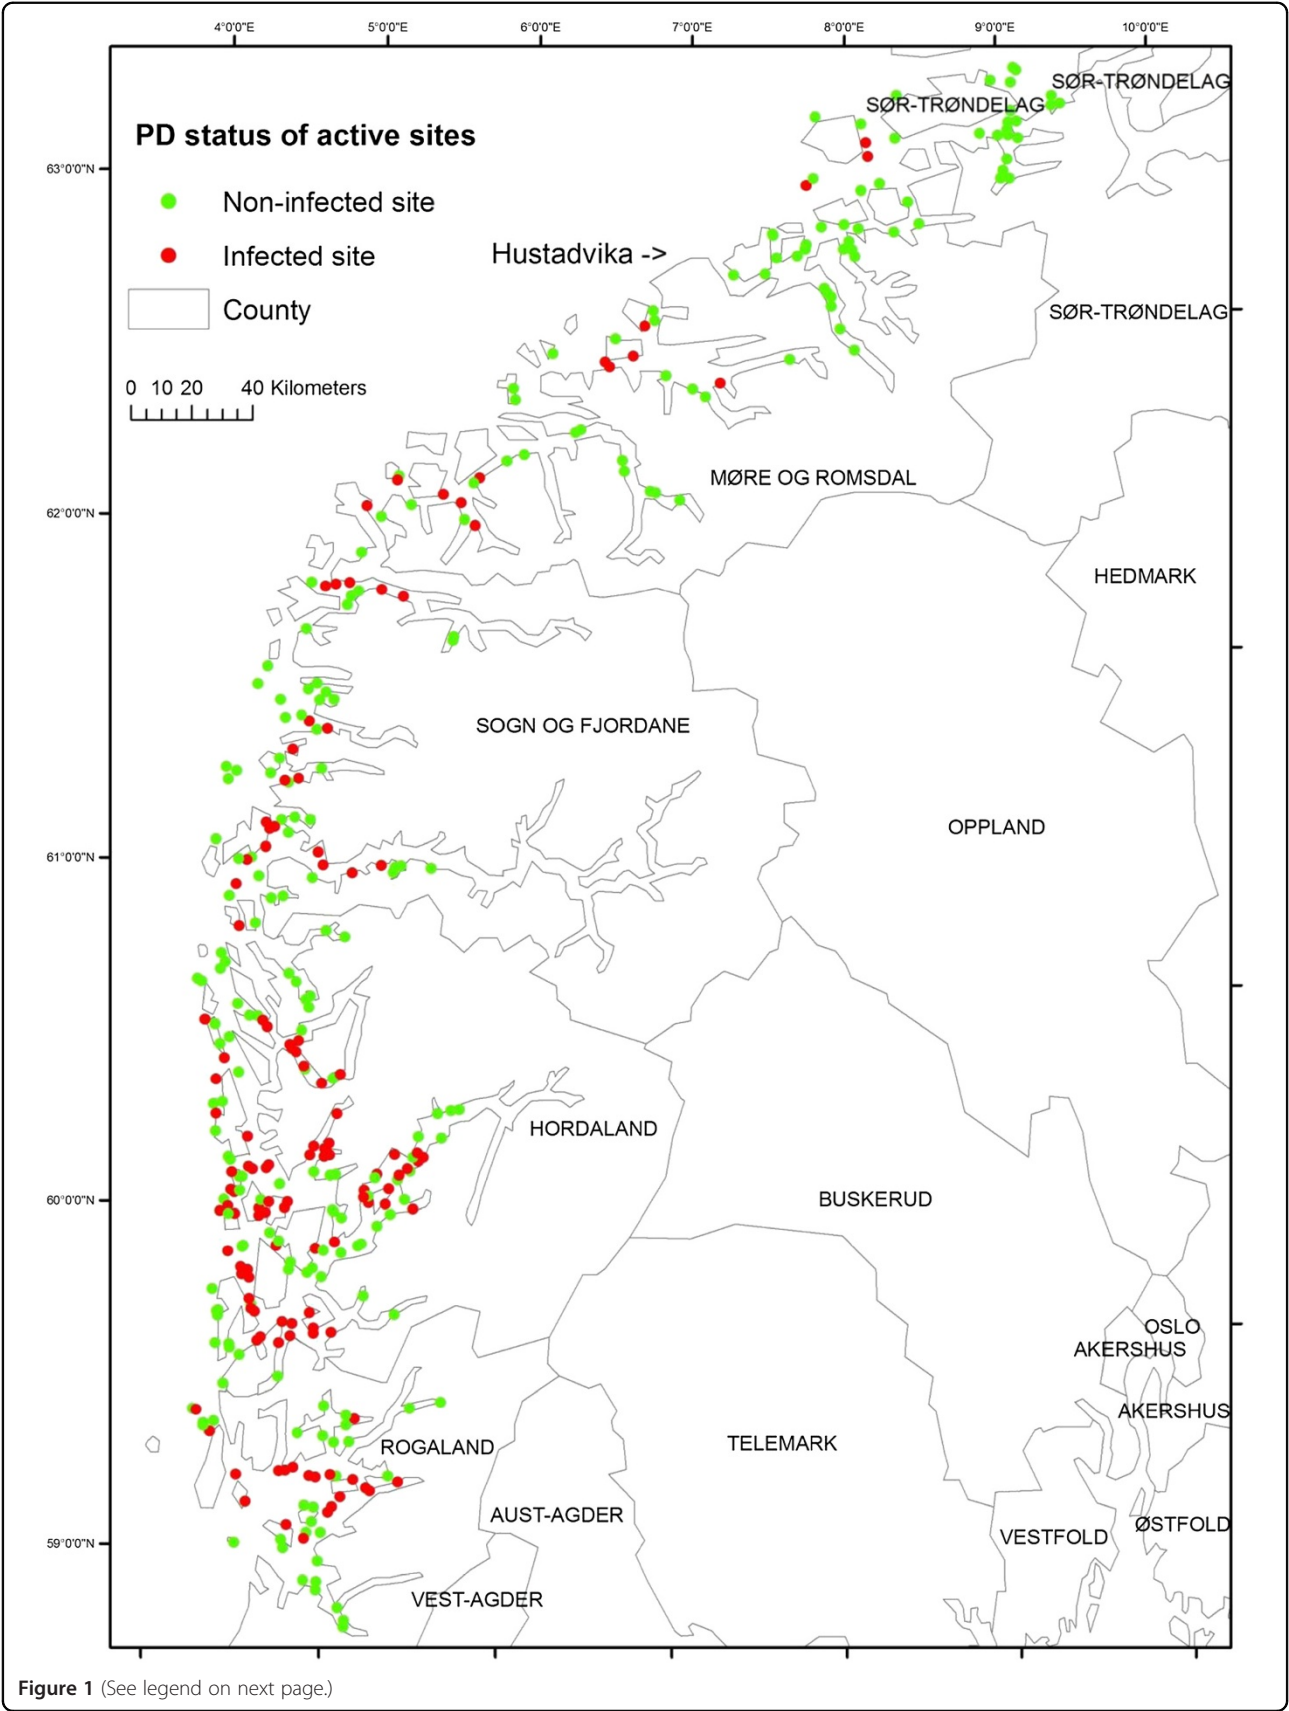 4°0'0"E 5°0'0"E 6°0'0"E 7°0'0"E 8°0'0"E 9°0'0"E 10°0'0"E
SØR-TRØNDELAG
SØR-TRØNDELAG
PD status of active sites
63°0'0"N
Non-infected site
Infected site
Hustadvika ->
County
SØR-TRØNDELAG
0 10 20 40 Kilometers
MØRE OG ROMSDAL
62°0'0"N
HEDMARK
SOGN OG FJORDANE
OPPLAND
61°0'0"N
HORDALAND
60°0'0"N
BUSKERUD
OSLO
AKERSHUS
AKERSHUS
ROGALAND
TELEMARK
AUST-AGDER
ØSTFOLD
VESTFOLD
59°0'0"N
VEST-AGDER
Figure 1 (See legend on next page.)